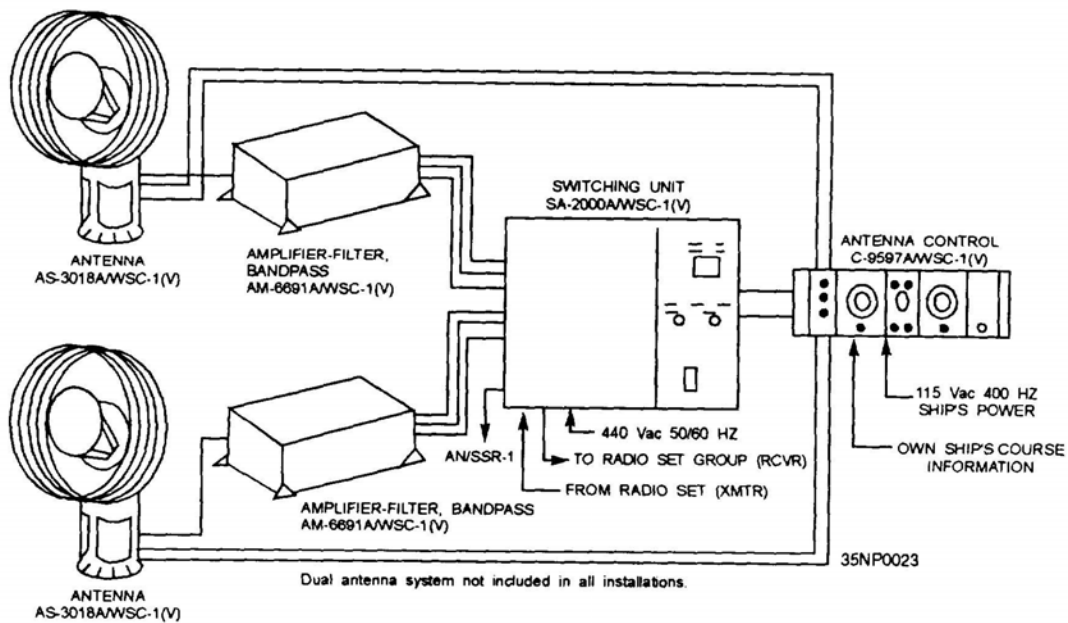 SWITCHING UNIT
SA-2000A/WSC-1(V)
ANTENNA CONTROL
C-9597A/WSC-1(V)
ANTENNA
AS-3018A/WSC-1(V)
AMPLIFIER-FILTER,
BANDPASS
AM-6691A/WSC-1(V)
115 Vac 400 HZ
SHIP'S POWER
440 Vac 50/60 HZ
AN/SSR-1
TO RADIO SET GROUP (RCVR)
OWN SHIP'S COURSE
INFORMATION
FROM RADIO SET (XMTR)
AMPLIFIER-FILTER, BANDPASS
AM-6691A/WSC-1(V)
35NP0023
Dual antenna system not included in all installations.
ANTENNA
AS-3018A/WSC-1(V)